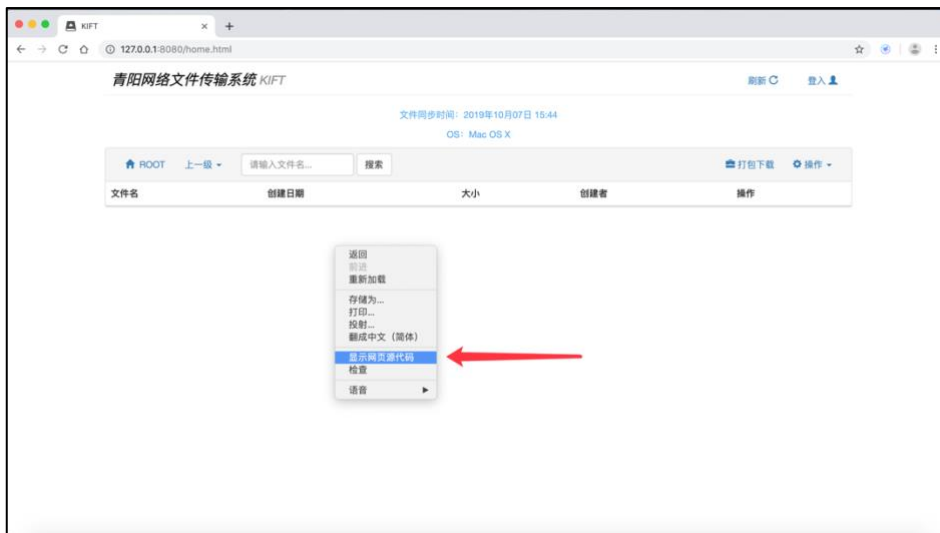 KIFT
127.0.0.1:8080/home.html
青阳网络文件传输系统 KIFT 刷新 登入
文件同步时间：2019年10月07日 15:44
OS：Mac OS X
ROOT 上一级 请输入文件名... 搜索 打包下载 操作
文件名 创建日期 大小 创建者 操作
返回
前进
重新加载
存储为...
打印...
投射...
翻成中文（简体）
显示网页源代码
检查
语音